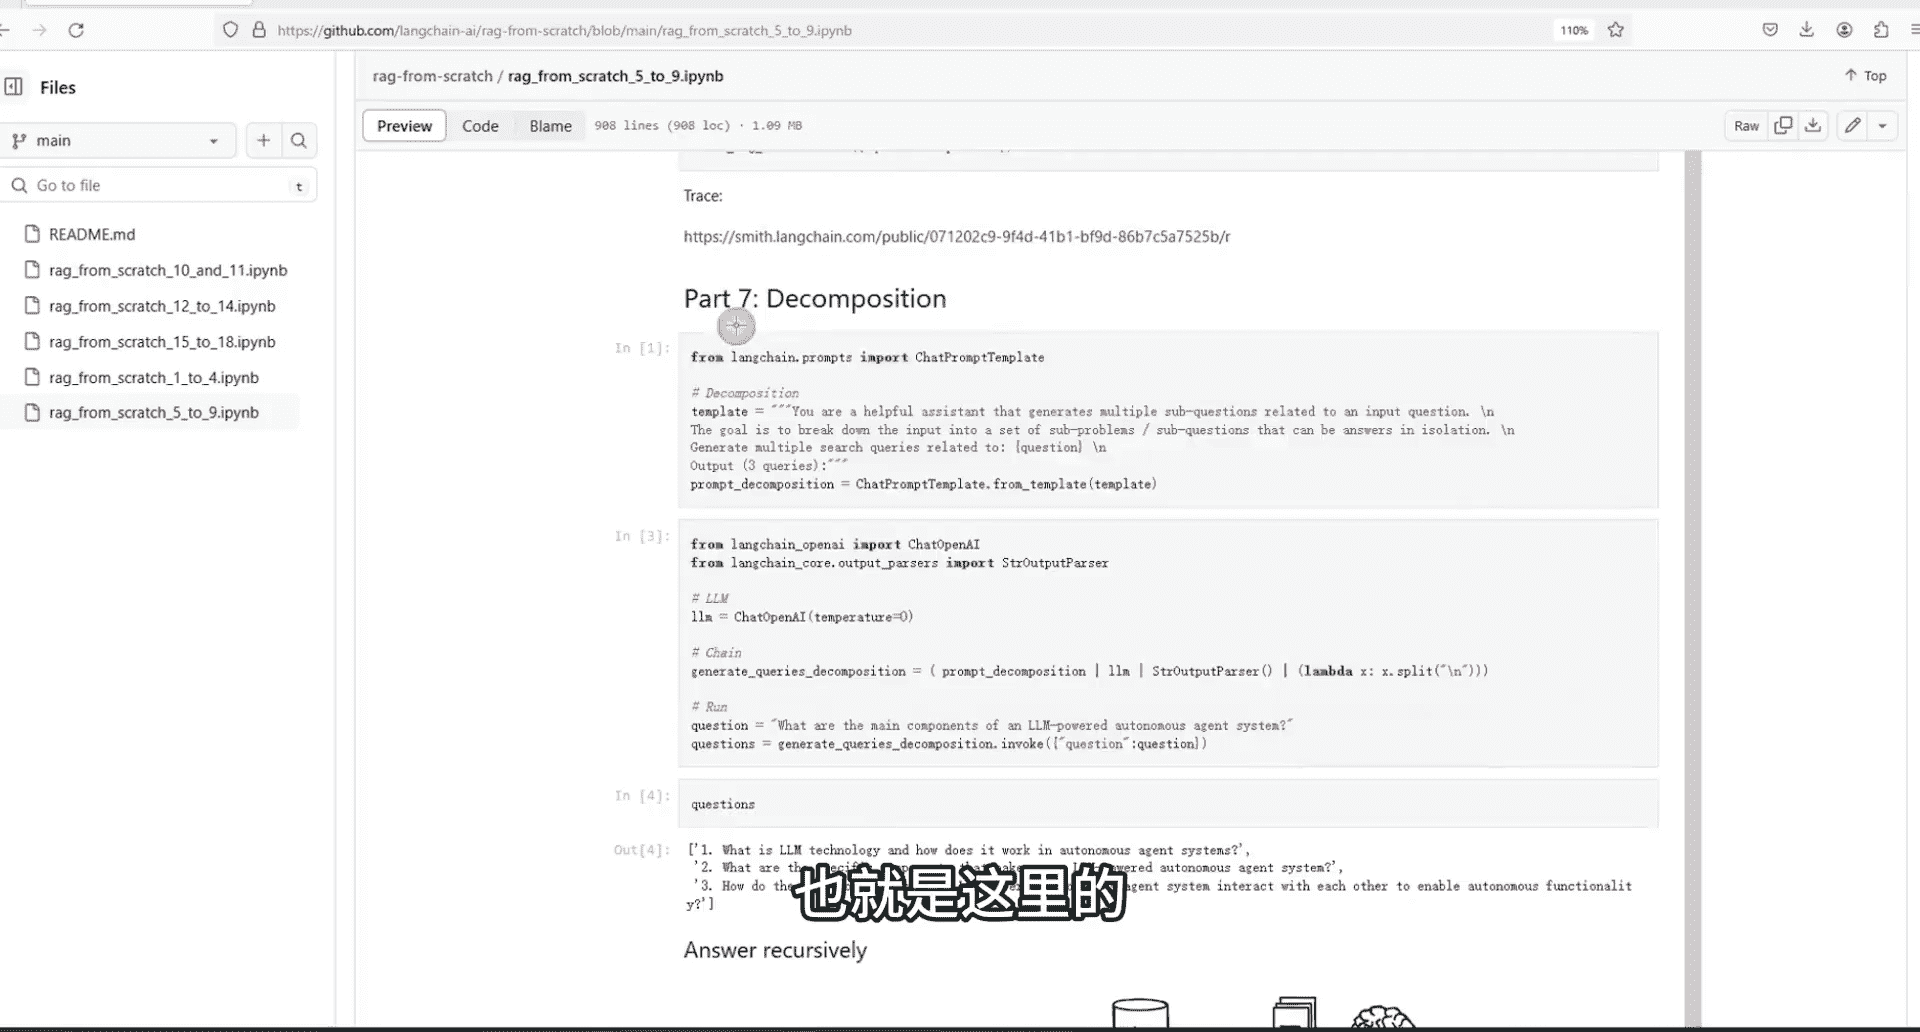 https://github.com/langchain-ai/rag-from-scratch/blob/main/rag_from_scratch_5_to_9.ipynb
110%
Files
main
Go to file
t
README.md
rag_from_scratch_10_and_11.ipynb
rag_from_scratch_12_to_14.ipynb
rag_from_scratch_15_to_18.ipynb
rag_from_scratch_1_to_4.ipynb
rag_from_scratch_5_to_9.ipynb
rag-from-scratch / rag_from_scratch_5_to_9.ipynb
Top
Preview
Code
Blame
908 lines (908 loc) · 1.09 MB
Raw
Trace:
https://smith.langchain.com/public/071202c9-9f4d-41b1-bf9d-86b7c5a7525b/r
Part 7: Decomposition
In [1]:
from langchain.prompts import ChatPromptTemplate
# Decomposition
template = """You are a helpful assistant that generates multiple sub-questions related to an input question. \n
The goal is to break down the input into a set of sub-problems / sub-questions that can be answers in isolation. \n
Generate multiple search queries related to: {question} \n
Output (3 queries):"""
prompt_decomposition = ChatPromptTemplate.from_template(template)
In [3]:
from langchain_openai import ChatOpenAI
from langchain_core.output_parsers import StrOutputParser
# LLM
llm = ChatOpenAI(temperature=0)
# Chain
generate_queries_decomposition = ( prompt_decomposition | llm | StrOutputParser() | (lambda x: x.split("\n")))
# Run
question = "What are the main components of an LLM-powered autonomous agent system?"
questions = generate_queries_decomposition.invoke({"question":question})
In [4]:
questions
Out[4]:
['1. What is LLM technology and how does it work in autonomous agent systems?',
'2. What are the autonomous agent system?',
'3. How do the agent system interact with each other to enable autonomous functionalit
y?']
也就是这里的
Answer recursively